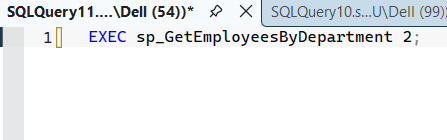 SQLQuery11....\Dell (54))*
SQLQuery10.s...U\Dell (99))
1 EXEC sp_GetEmployeesByDepartment 2;